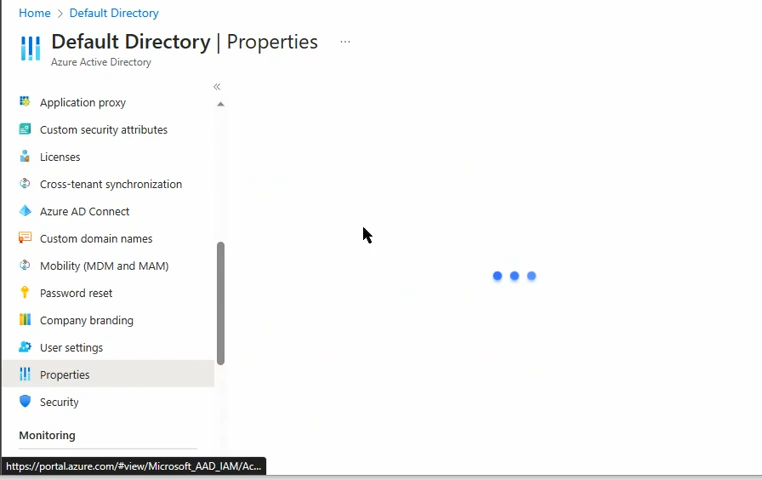 Home > Default Directory
Default Directory | Properties ...
Azure Active Directory
«
Application proxy
Custom security attributes
Licenses
Cross-tenant synchronization
Azure AD Connect
Custom domain names
Mobility (MDM and MAM)
Password reset
Company branding
User settings
Properties
Security
Monitoring
https://portal.azure.com/#view/Microsoft_AAD_IAM/Ac...